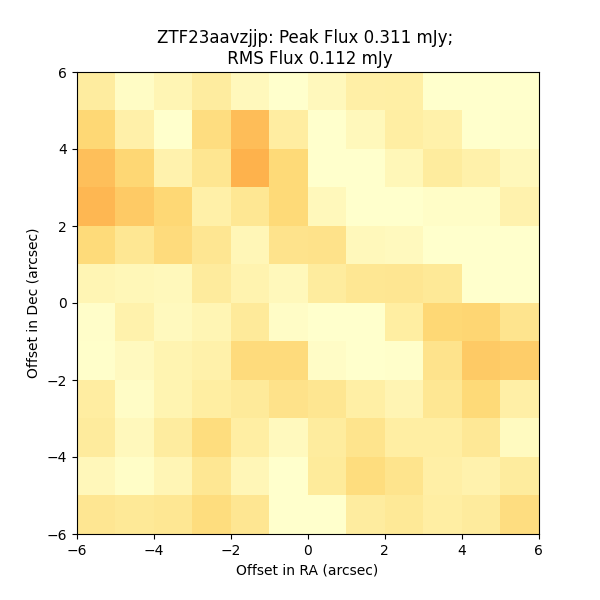 ZTF23aavzjjp: Peak Flux 0.311 mJy;
RMS Flux 0.112 mJy
6
4
2
0
−2
−4
−6
Offset in Dec (arcsec)
−6 −4 −2 0 2 4 6
Offset in RA (arcsec)